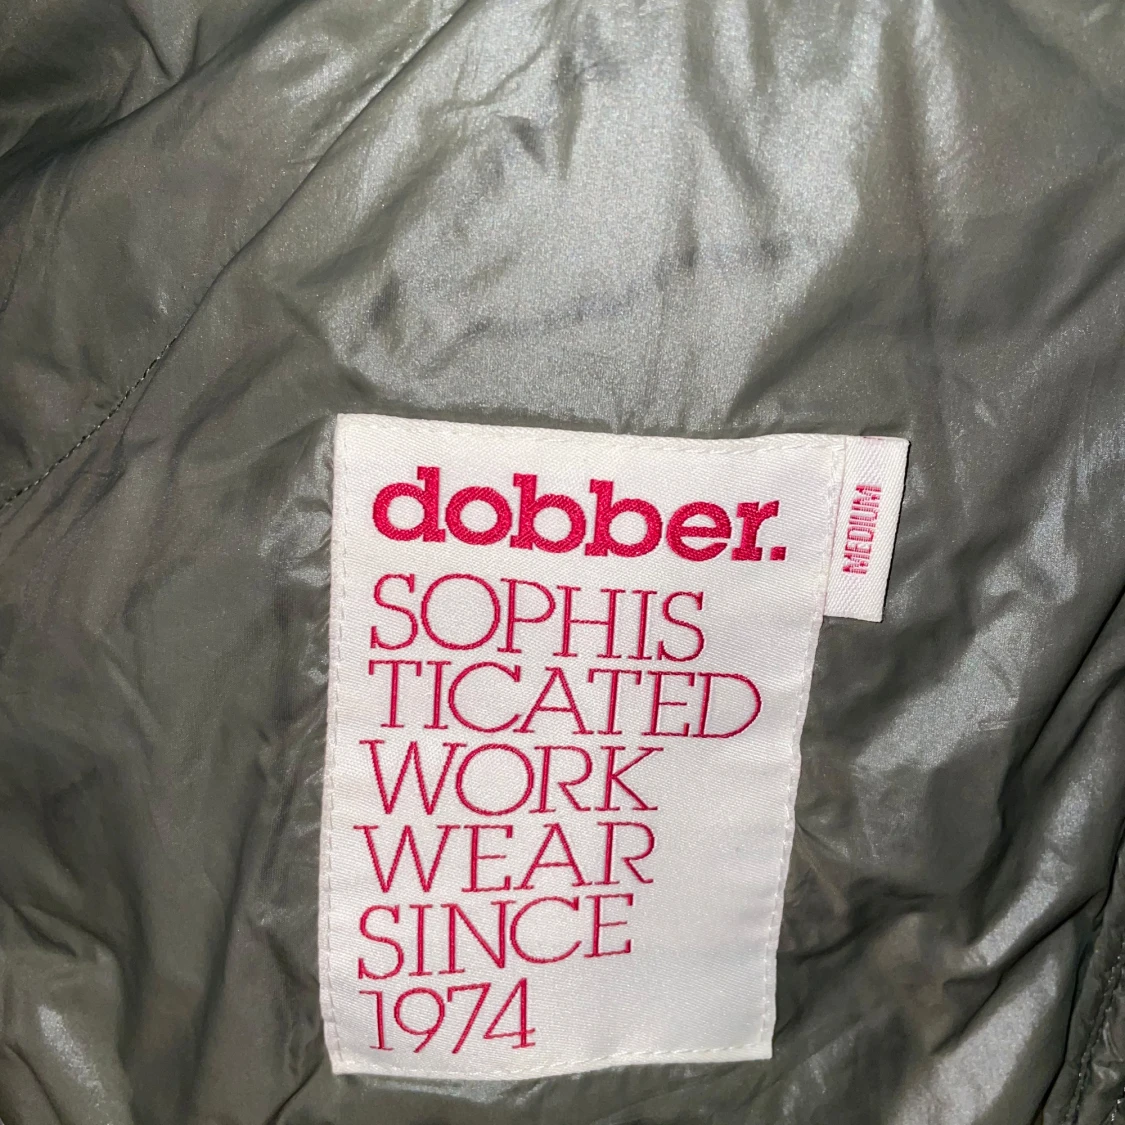 dobber.
SOPHIS
TICATED
WORK
WEAR
SINCE
1974
MEDIUM